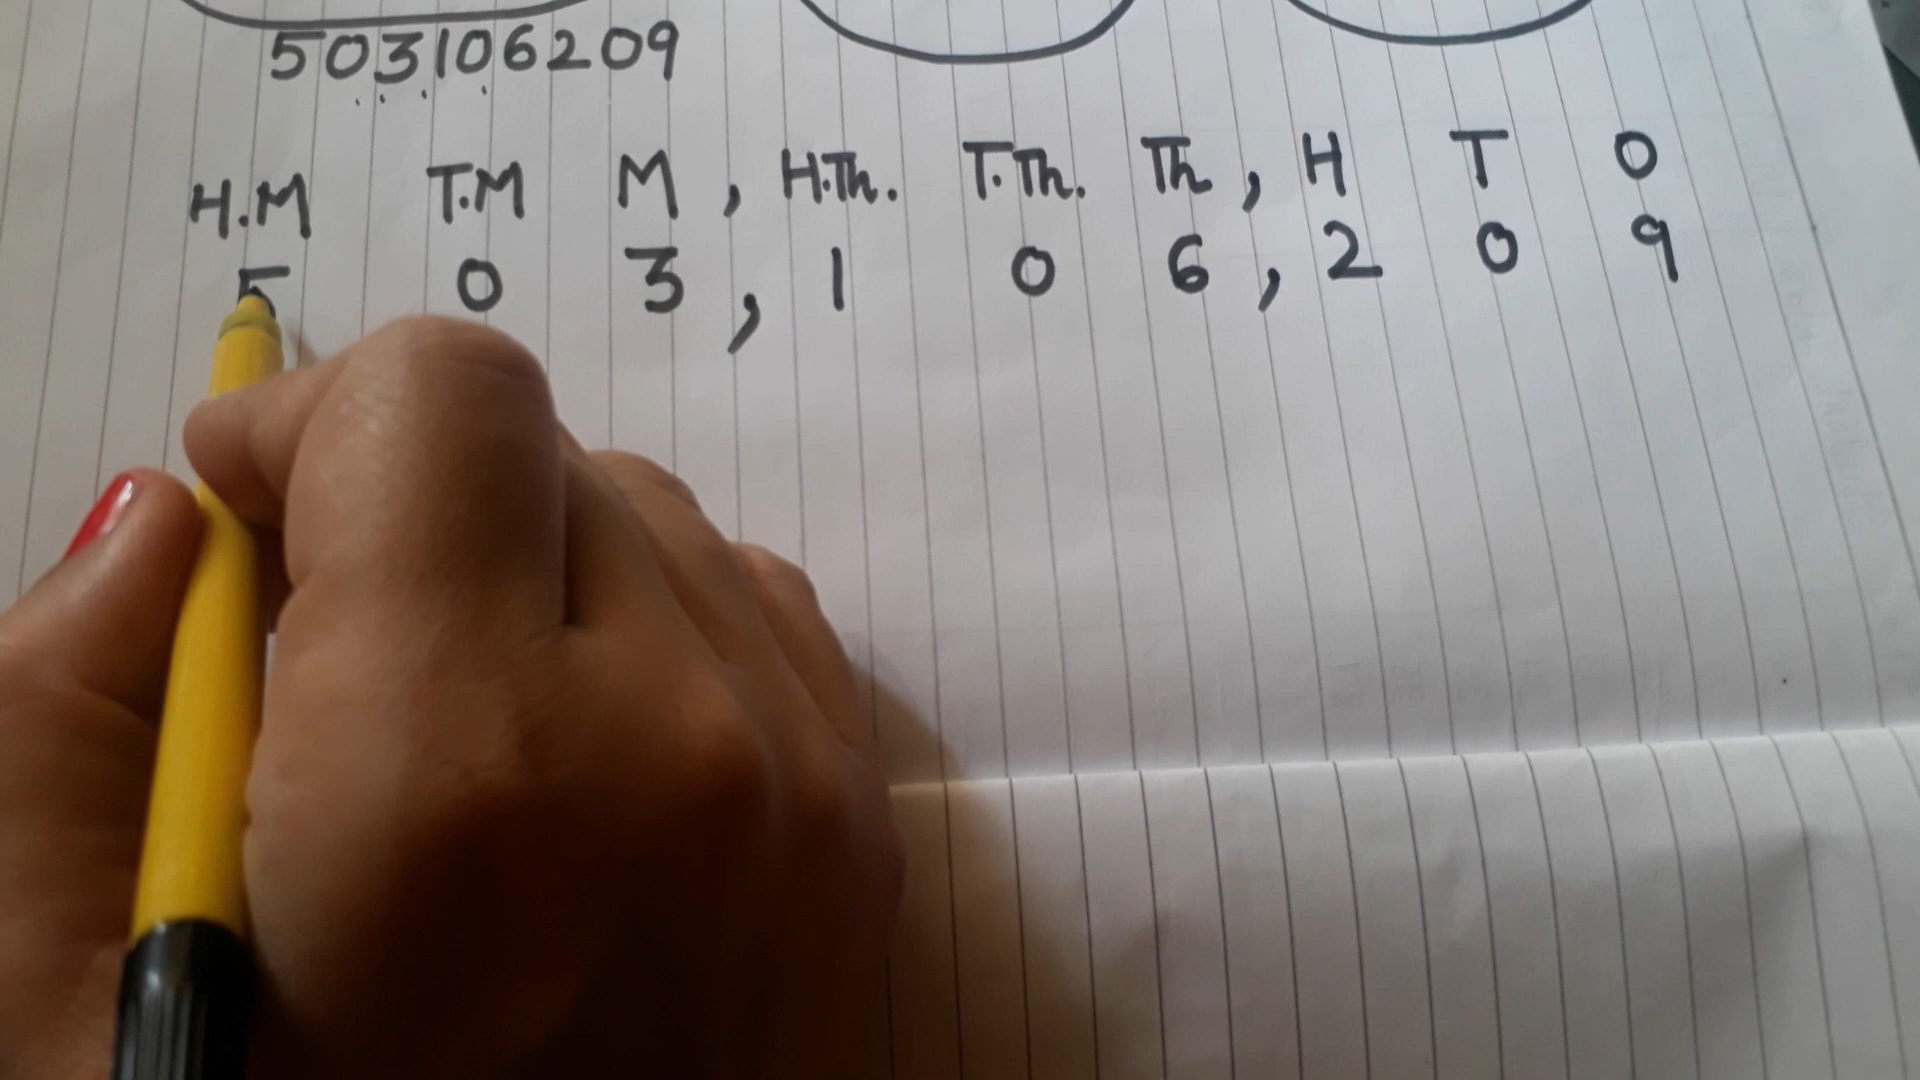 503106209
H.M T.M M , H.Th. T.Th. Th , H T O
5 0 3 , 1 0 6 , 2 0 9